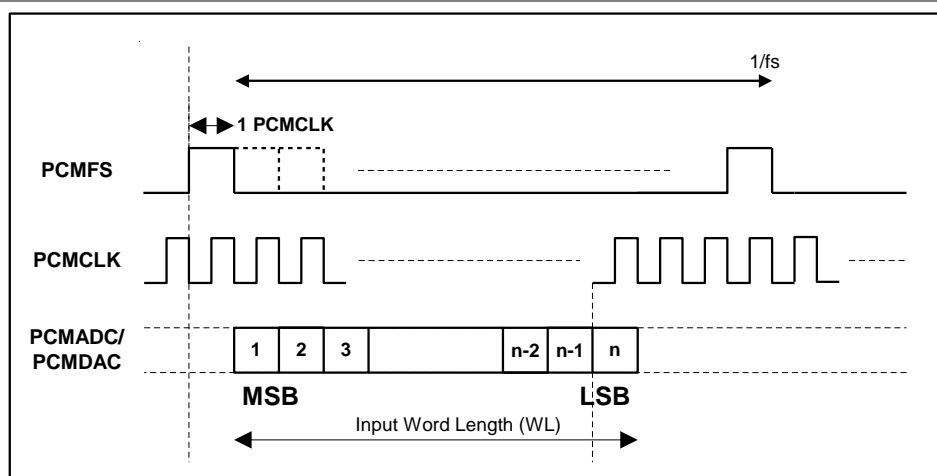 1/fs
1 PCMCLK
PCMFS
PCMCLK
PCMADC/
PCMDAC
1 2 3 n-2 n-1 n
MSB LSB
Input Word Length (WL)